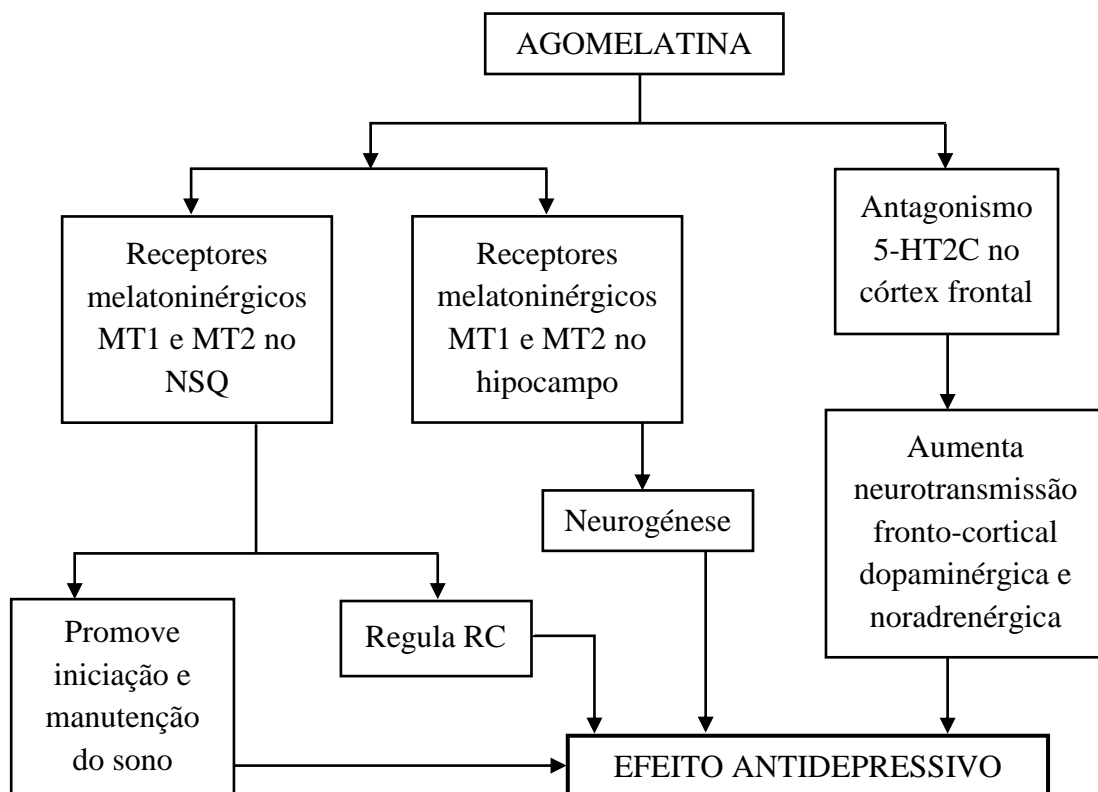 AGOMELATINA
Receptores
melatoninérgicos
MT1 e MT2 no
NSQ
Receptores
melatoninérgicos
MT1 e MT2 no
hipocampo
Antagonismo
5-HT2C no
córtex frontal
Neurogénese
Aumenta
neurotransmissão
fronto-cortical
dopaminérgica e
noradrenérgica
Promove
iniciação e
manutenção
do sono
Regula RC
EFEITO ANTIDEPRESSIVO